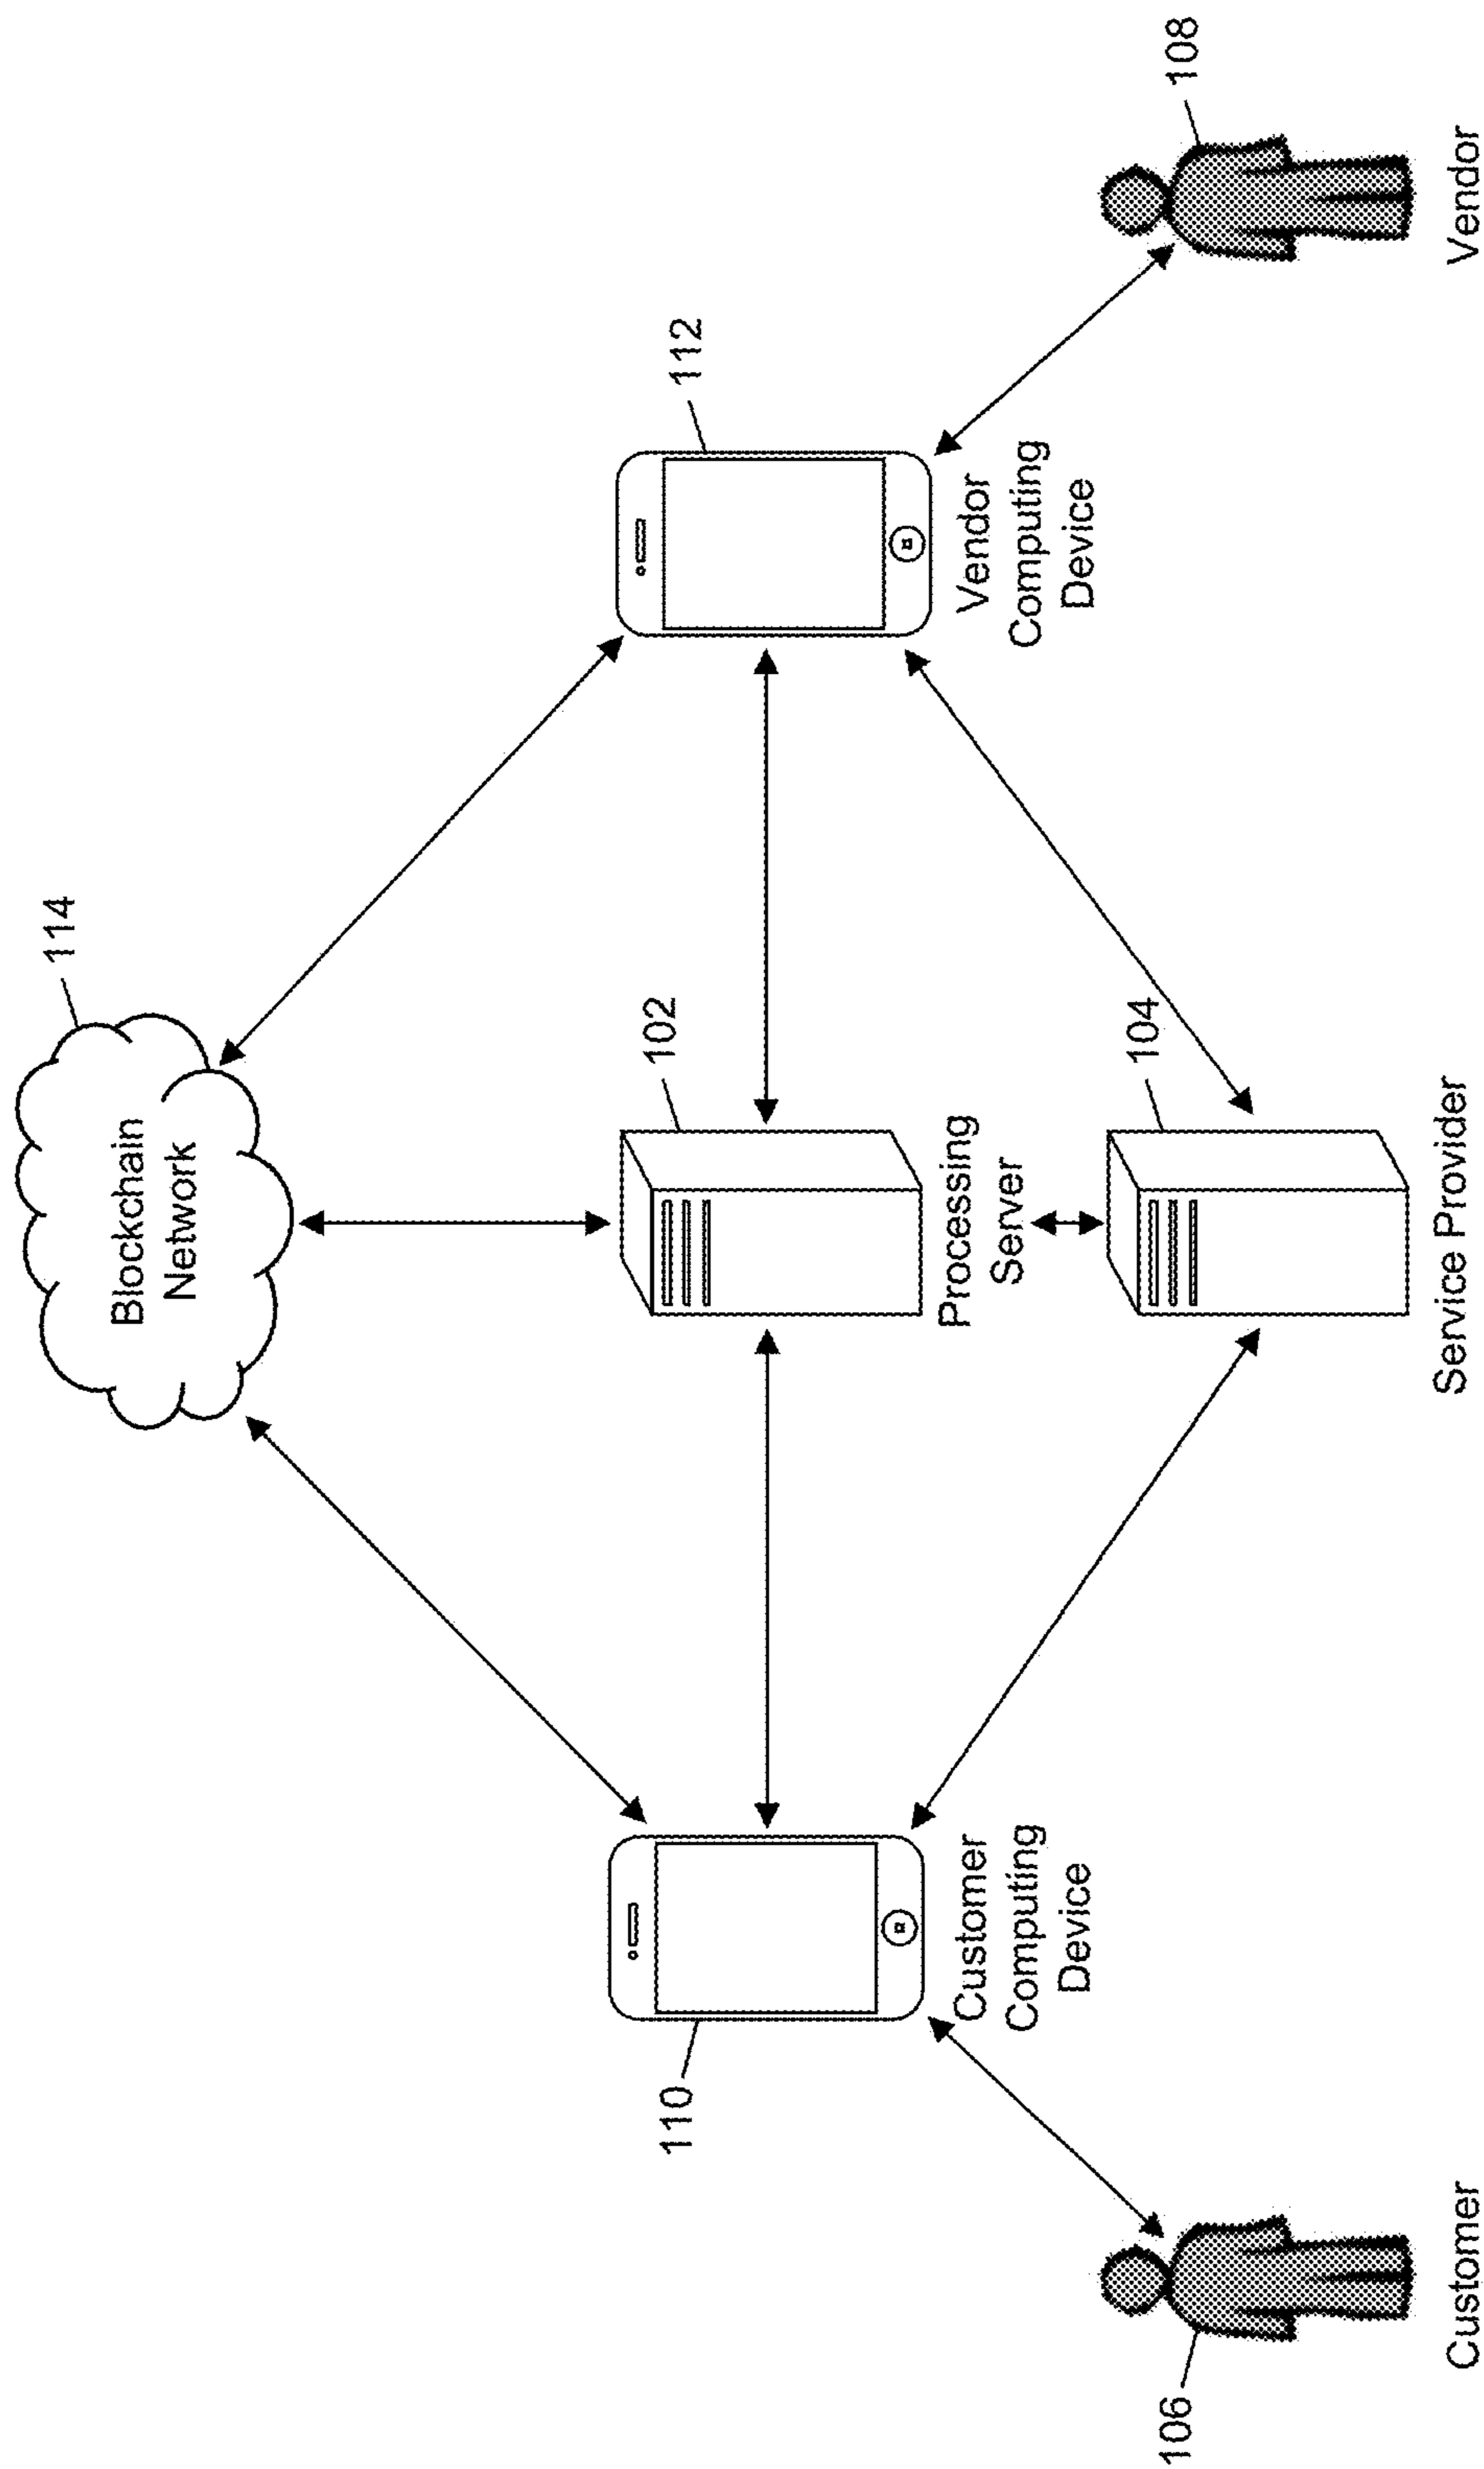 114
Blockchain
Network
102
Processing
Server
104
Service Provider
110
Customer
Computing
Device
112
Vendor
Computing
Device
106
Customer
108
Vendor